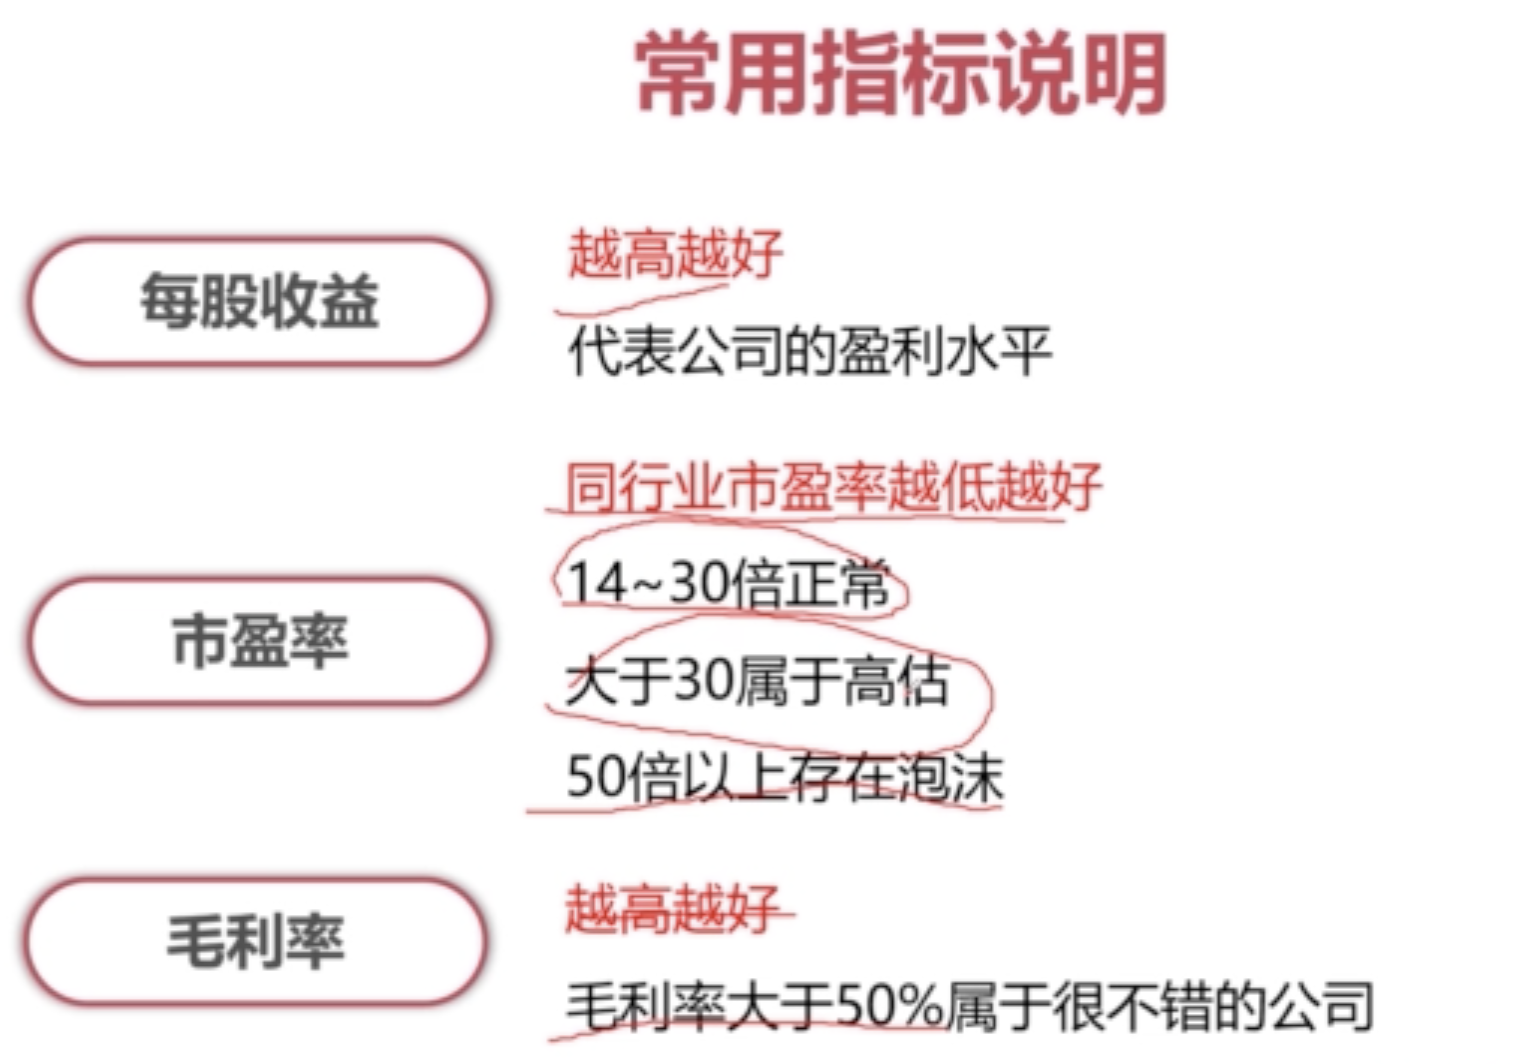 常用指标说明
每股收益
越高越好
代表公司的盈利水平
市盈率
同行业市盈率越低越好
14~30倍正常
大于30属于高估
50倍以上存在泡沫
毛利率
越高越好
毛利率大于50%属于很不错的公司